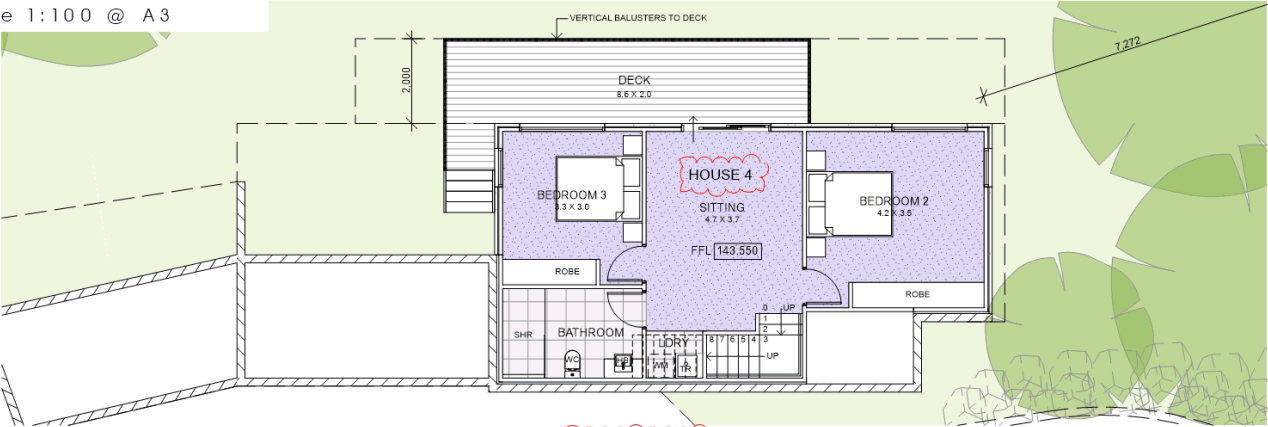 e 1:100 @ A3
VERTICAL BALUSTERS TO DECK
7,272
2,000
DECK
8.6 X 2.0
HOUSE 4
BEDROOM 3
3.3 X 3.0
SITTING
4.7 X 3.7
BEDROOM 2
4.2 X 3.5
FFL 143,550
ROBE
ROBE
0 UP
1
2
SHR
BATHROOM
LDRY
8 7 6 5 4 3
UP
WC
HB
WM
TR